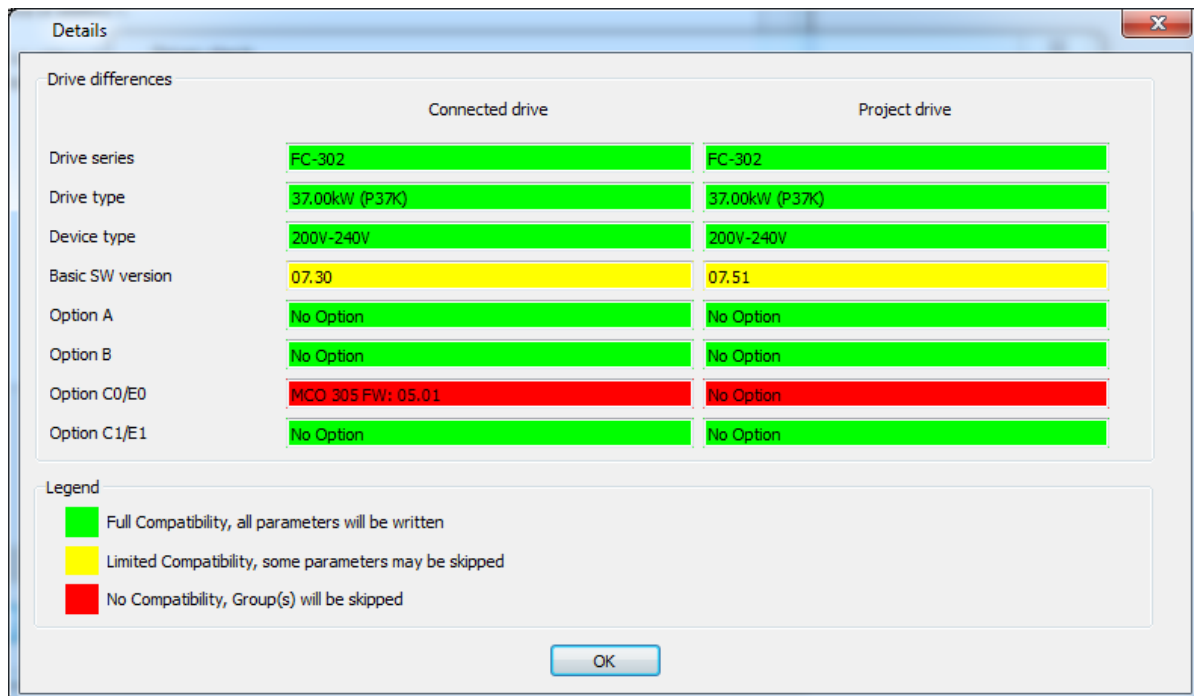 Details
Drive differences
Connected drive Project drive
Drive series FC-302 FC-302
Drive type 37.00kW (P37K) 37.00kW (P37K)
Device type 200V-240V 200V-240V
Basic SW version 07.30 07.51
Option A No Option No Option
Option B No Option No Option
Option C0/E0 MCO 305 FW: 05.01 No Option
Option C1/E1 No Option No Option
Legend
Full Compatibility, all parameters will be written
Limited Compatibility, some parameters may be skipped
No Compatibility, Group(s) will be skipped
OK